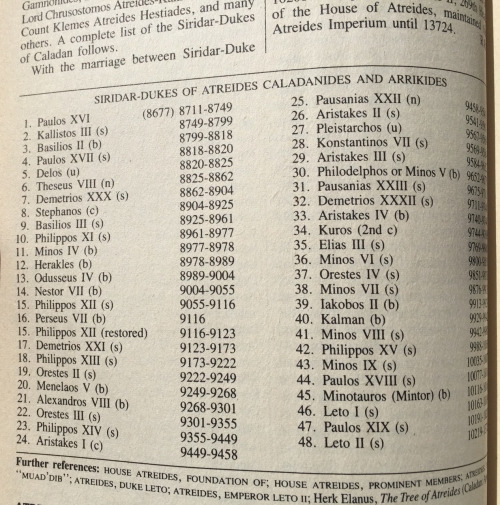 Lord Chrusostomos
Count Klemes Atreides Hestiades, and many
others. A complete list of the Siridar-Dukes
of Caladan follows.
With the marriage between Siridar-Duke
of the House of Atreides, maintained
Atreides Imperium until 13724.
SIRIDAR-DUKES OF ATREIDES CALADANIDES AND ARRIKIDES
1. Paulos XVI (8677) 8711-8749
2. Kallistos III (s) 8749-8799
3. Basilios II (b) 8799-8818
4. Paulos XVII (s) 8818-8820
5. Delos (u) 8820-8825
6. Theseus VIII (n) 8825-8862
7. Demetrios XXX (s) 8862-8904
8. Stephanos (c) 8904-8925
9. Basilios III (s) 8925-8961
10. Philippos XI (s) 8961-8977
11. Minos IV (b) 8977-8978
12. Herakles (b) 8978-8989
13. Odusseus IV (b) 8989-9004
14. Nestor VII (b) 9004-9055
15. Philippos XII (s) 9055-9116
16. Perseus VII (b) 9116
15. Philippos XII (restored) 9116-9123
17. Demetrios XXI (s) 9123-9173
18. Philippos XIII (s) 9173-9222
19. Orestes II (s) 9222-9249
20. Menelaos V (b) 9249-9268
21. Alexandros VIII (b) 9268-9301
22. Orestes III (s) 9301-9355
23. Philippos XIV (s) 9355-9449
24. Aristakes I (c) 9449-9458
25. Pausanias XXII (n)
26. Aristakes II (s)
27. Pleistarchos (u)
28. Konstantinos VII (s)
29. Aristakes III (s)
30. Philodelphos or Minos V (b)
31. Pausanias XXIII (s)
32. Demetrios XXXII (s)
33. Aristakes IV (b)
34. Kuros (2nd c)
35. Elias III (s)
36. Minos VI (s)
37. Orestes IV (s)
38. Minos VII (s)
39. Iakobos II (b)
40. Kalman (b)
41. Minos VIII (s)
42. Philippos XV (s)
43. Minos IX (s)
44. Paulos XVIII (s)
45. Minotauros (Mintor) (b)
46. Leto I (s)
47. Paulos XIX (s)
48. Leto II (s)
Further references: HOUSE ATREIDES, FOUNDATION OF; HOUSE ATREIDES, PROMINENT MEMBERS;
"MUAD'DIB"; ATREIDES, DUKE LETO; ATREIDES, EMPEROR LETO II; Herk Elanus, The Tree of Atreides (Caladan